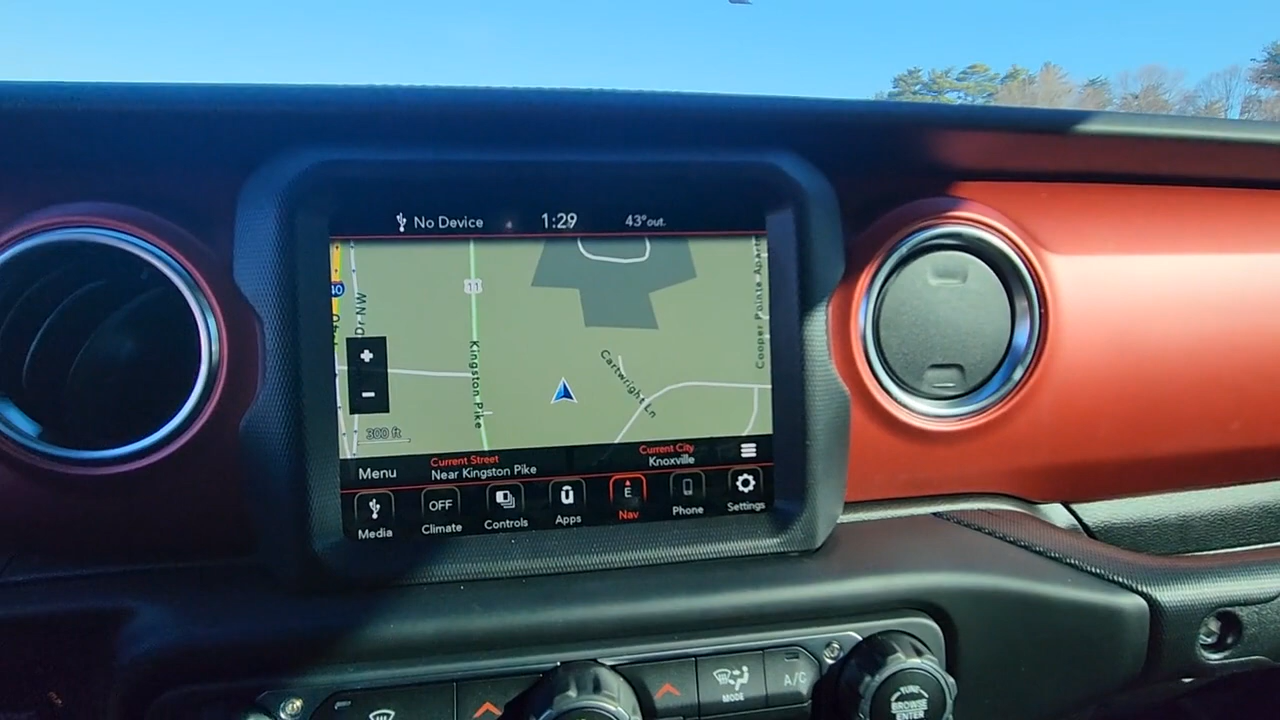 No Device
1:29
43° out.
40
11
Dr NW
Kingston Pike
Cartwright Ln
Cooper Pointe Apart
300 ft
Menu
Current Street
Near Kingston Pike
Current City
Knoxville
OFF
E
Media
Climate
Controls
Apps
Nav
Phone
Settings
MODE
A/C
TUNE
BROWSE
ENTER